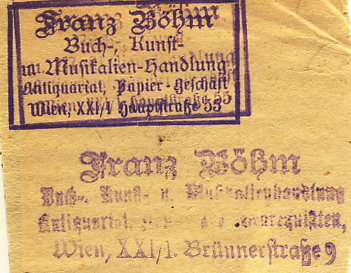 Franz Böhm
Buch-, Kunst-
u. Musikalien-Handlung
Antiquariat, Papier-Geschäft
Wien, XXI/1 Hauptstraße 35
Franz Böhm
Buch-, Kunst- u. Musikalienhandlung
Antiquariat,
Wien, XXI/1. Brünnerstraße 9